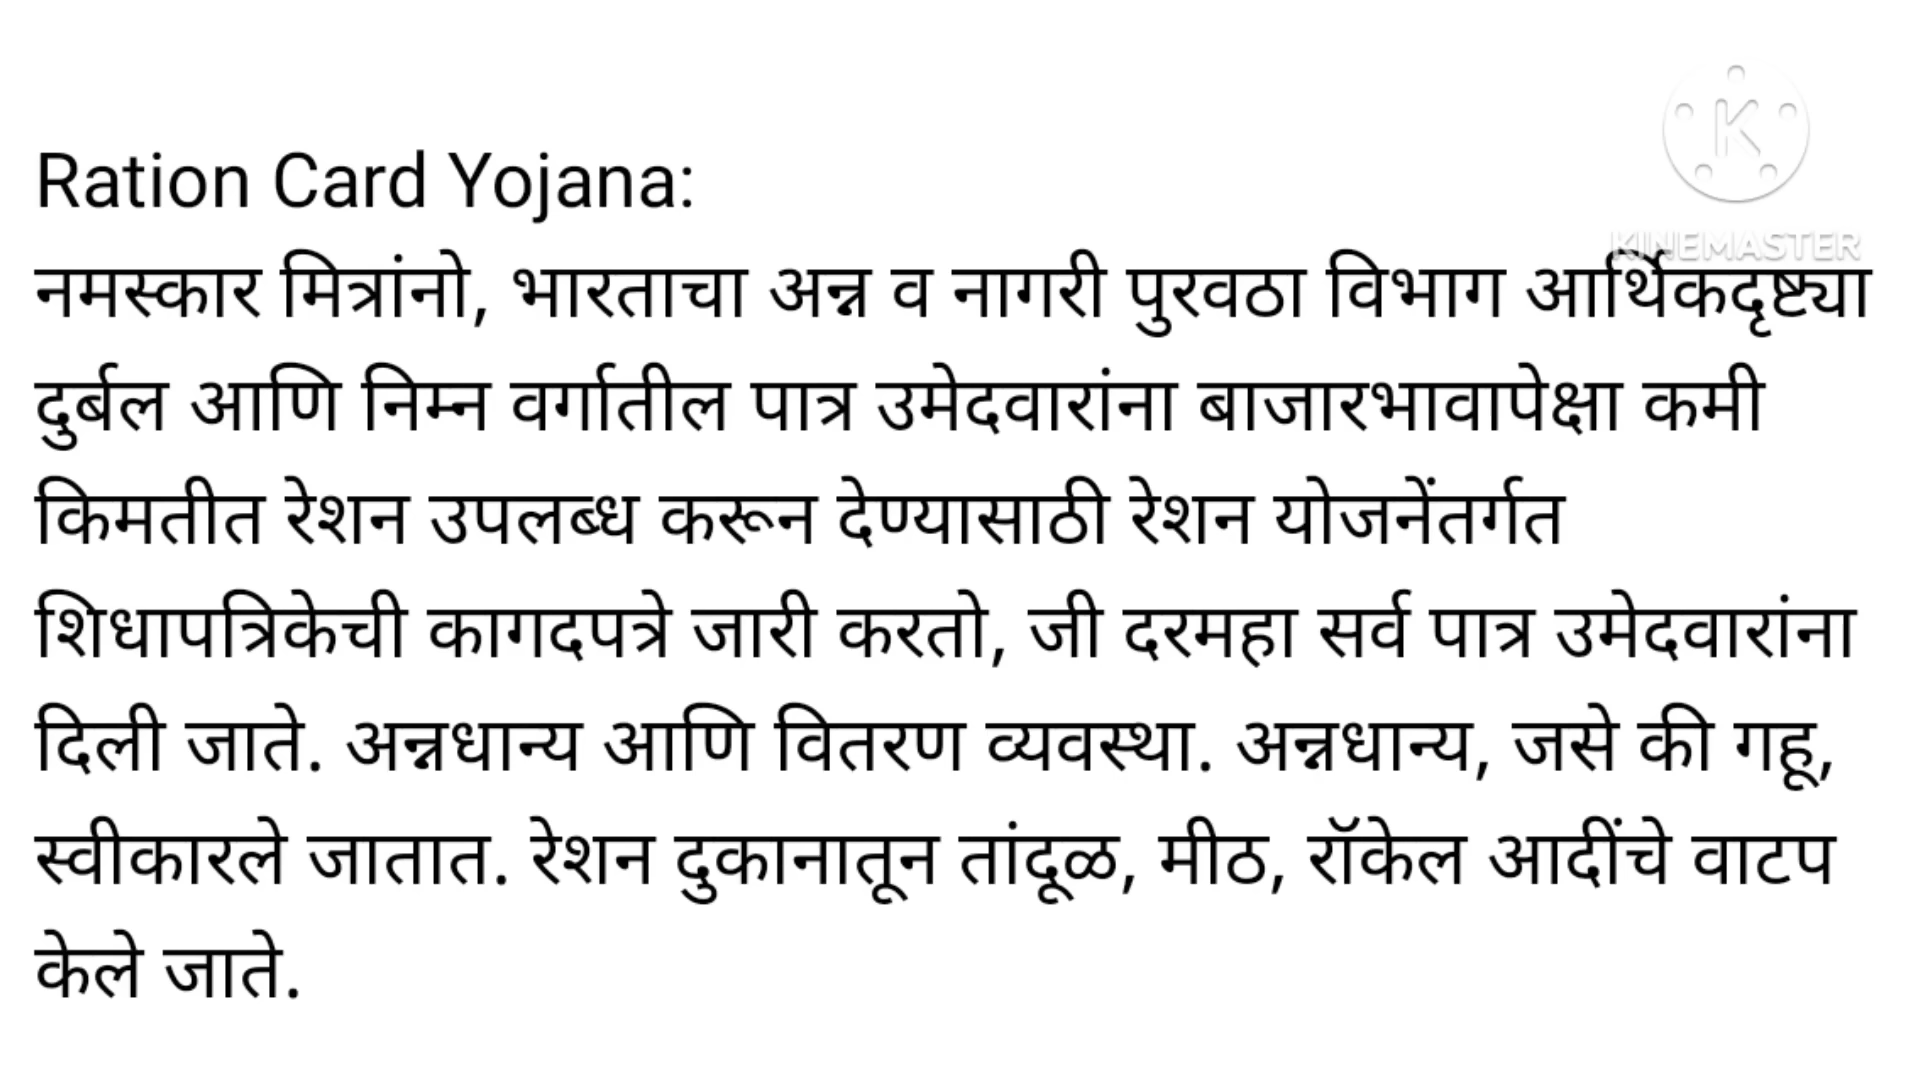 Ration Card Yojana:
KINEMASTER
नमस्कार मित्रांनो, भारताचा अन्न व नागरी पुरवठा विभाग आर्थिकदृष्ट्या
दुर्बल आणि निम्न वर्गातील पात्र उमेदवारांना बाजारभावापेक्षा कमी
किमतीत रेशन उपलब्ध करून देण्यासाठी रेशन योजनेंतर्गत
शिधापत्रिकेची कागदपत्रे जारी करतो, जी दरमहा सर्व पात्र उमेदवारांना
दिली जाते. अन्नधान्य आणि वितरण व्यवस्था. अन्नधान्य, जसे की गहू,
स्वीकारले जातात. रेशन दुकानातून तांदूळ, मीठ, रॉकेल आदींचे वाटप
केले जाते.